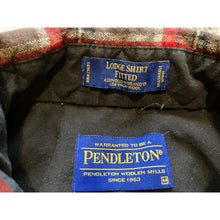 LODGE SHIRT
FITTED
WARRANTED TO BE A
PENDLETON®
PENDLETON WOOLEN MILLS
SINCE 1863
M